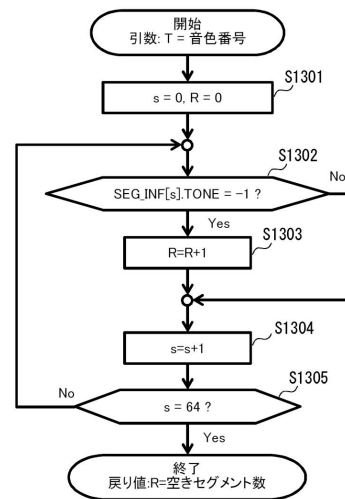 開始
引数: T = 音色番号
S1301
s = 0, R = 0
S1302
SEG_INF[s].TONE = −1 ?
No
Yes
S1303
R=R+1
S1304
s=s+1
S1305
No
s = 64 ?
Yes
終了
戻り値:R=空きセグメント数